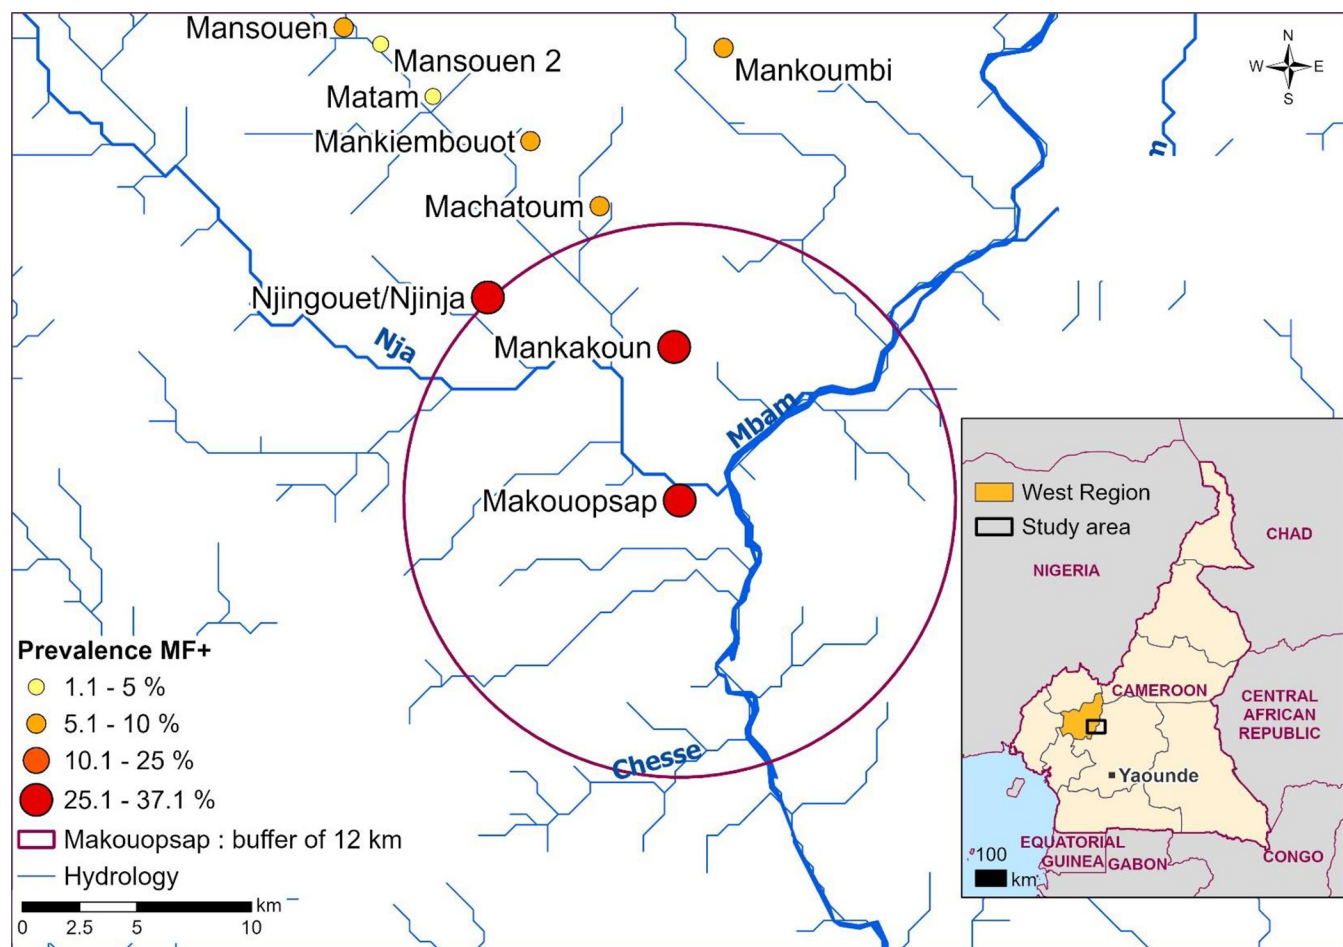 Mansouen
Mansouen 2
Matam
Mankiembouot
Machatoum
Mankoumbi
N
W E
S
n
Njingouet/Njinja
Nja
Mankakoun
Mbam
Makouopsap
Chesse
Prevalence MF+
1.1 - 5 %
5.1 - 10 %
10.1 - 25 %
25.1 - 37.1 %
Makouopsap : buffer of 12 km
Hydrology
km
0 2.5 5 10
West Region
Study area
CHAD
NIGERIA
CAMEROON
CENTRAL
AFRICAN
REPUBLIC
Yaounde
EQUATORIAL
GUINEA
GABON
CONGO
100
km